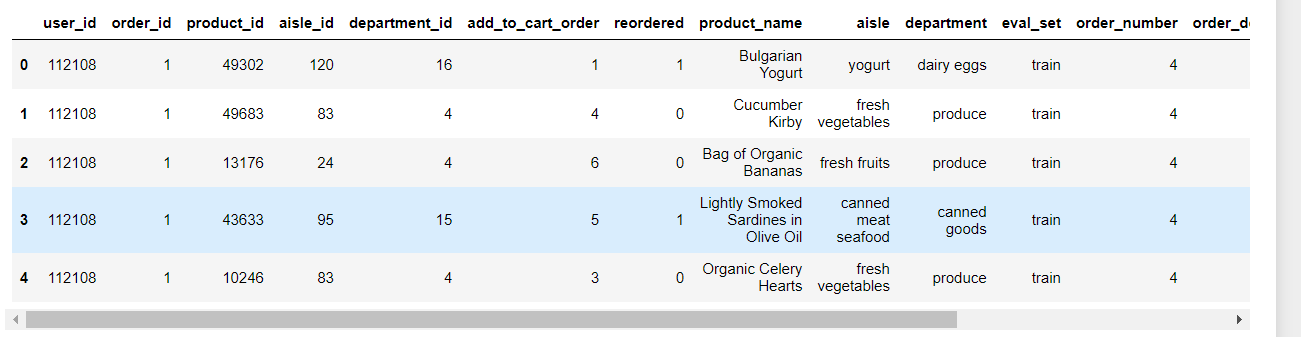 user_id order_id product_id aisle_id department_id add_to_cart_order reordered product_name aisle department eval_set order_number
0 112108 1 49302 120 16 1 1 Bulgarian Yogurt yogurt dairy eggs train 4
1 112108 1 49683 83 4 4 0 Cucumber Kirby fresh vegetables produce train 4
2 112108 1 13176 24 4 6 0 Bag of Organic Bananas fresh fruits produce train 4
3 112108 1 43633 95 15 5 1 Lightly Smoked Sardines in Olive Oil canned meat seafood canned goods train 4
4 112108 1 10246 83 4 3 0 Organic Celery Hearts fresh vegetables produce train 4